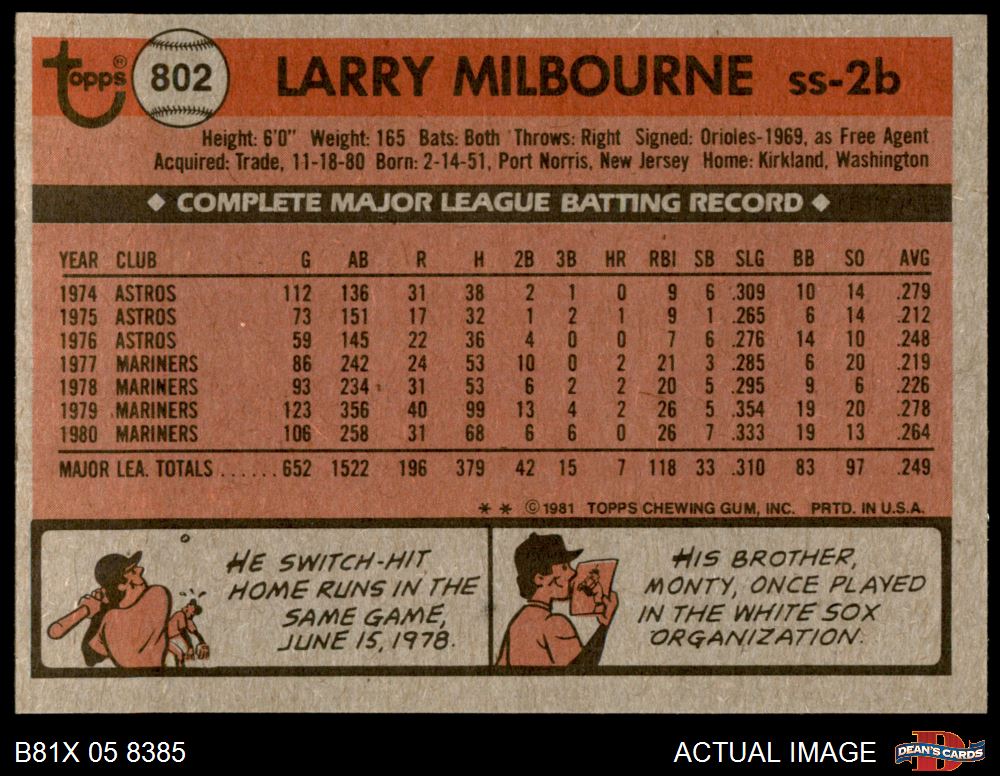 Topps® 802 LARRY MILBOURNE ss-2b
Height: 6'0" Weight: 165 Bats: Both Throws: Right Signed: Orioles-1969, as Free Agent
Acquired: Trade, 11-18-80 Born: 2-14-51, Port Norris, New Jersey Home: Kirkland, Washington
◆ COMPLETE MAJOR LEAGUE BATTING RECORD ◆
YEAR CLUB G AB R H 2B 3B HR RBI SB SLG BB SO AVG
1974 ASTROS 112 136 31 38 2 1 0 9 6 .309 10 14 .279
1975 ASTROS 73 151 17 32 1 2 1 9 1 .265 6 14 .212
1976 ASTROS 59 145 22 36 4 0 0 7 6 .276 14 10 .248
1977 MARINERS 86 242 24 53 10 0 2 21 3 .285 6 20 .219
1978 MARINERS 93 234 31 53 6 2 2 20 5 .295 9 6 .226
1979 MARINERS 123 356 40 99 13 4 2 26 5 .354 19 20 .278
1980 MARINERS 106 258 31 68 6 6 0 26 7 .333 19 13 .264
MAJOR LEA. TOTALS ......652 1522 196 379 42 15 7 118 33 .310 83 97 .249
* * © 1981 TOPPS CHEWING GUM, INC. PRTD. IN U.S.A.
HE SWITCH-HIT
HOME RUNS IN THE
SAME GAME,
JUNE 15, 1978.
HIS BROTHER,
MONTY, ONCE PLAYED
IN THE WHITE SOX
ORGANIZATION.
B81X 05 8385
ACTUAL IMAGE
D
DEAN'S CARDS